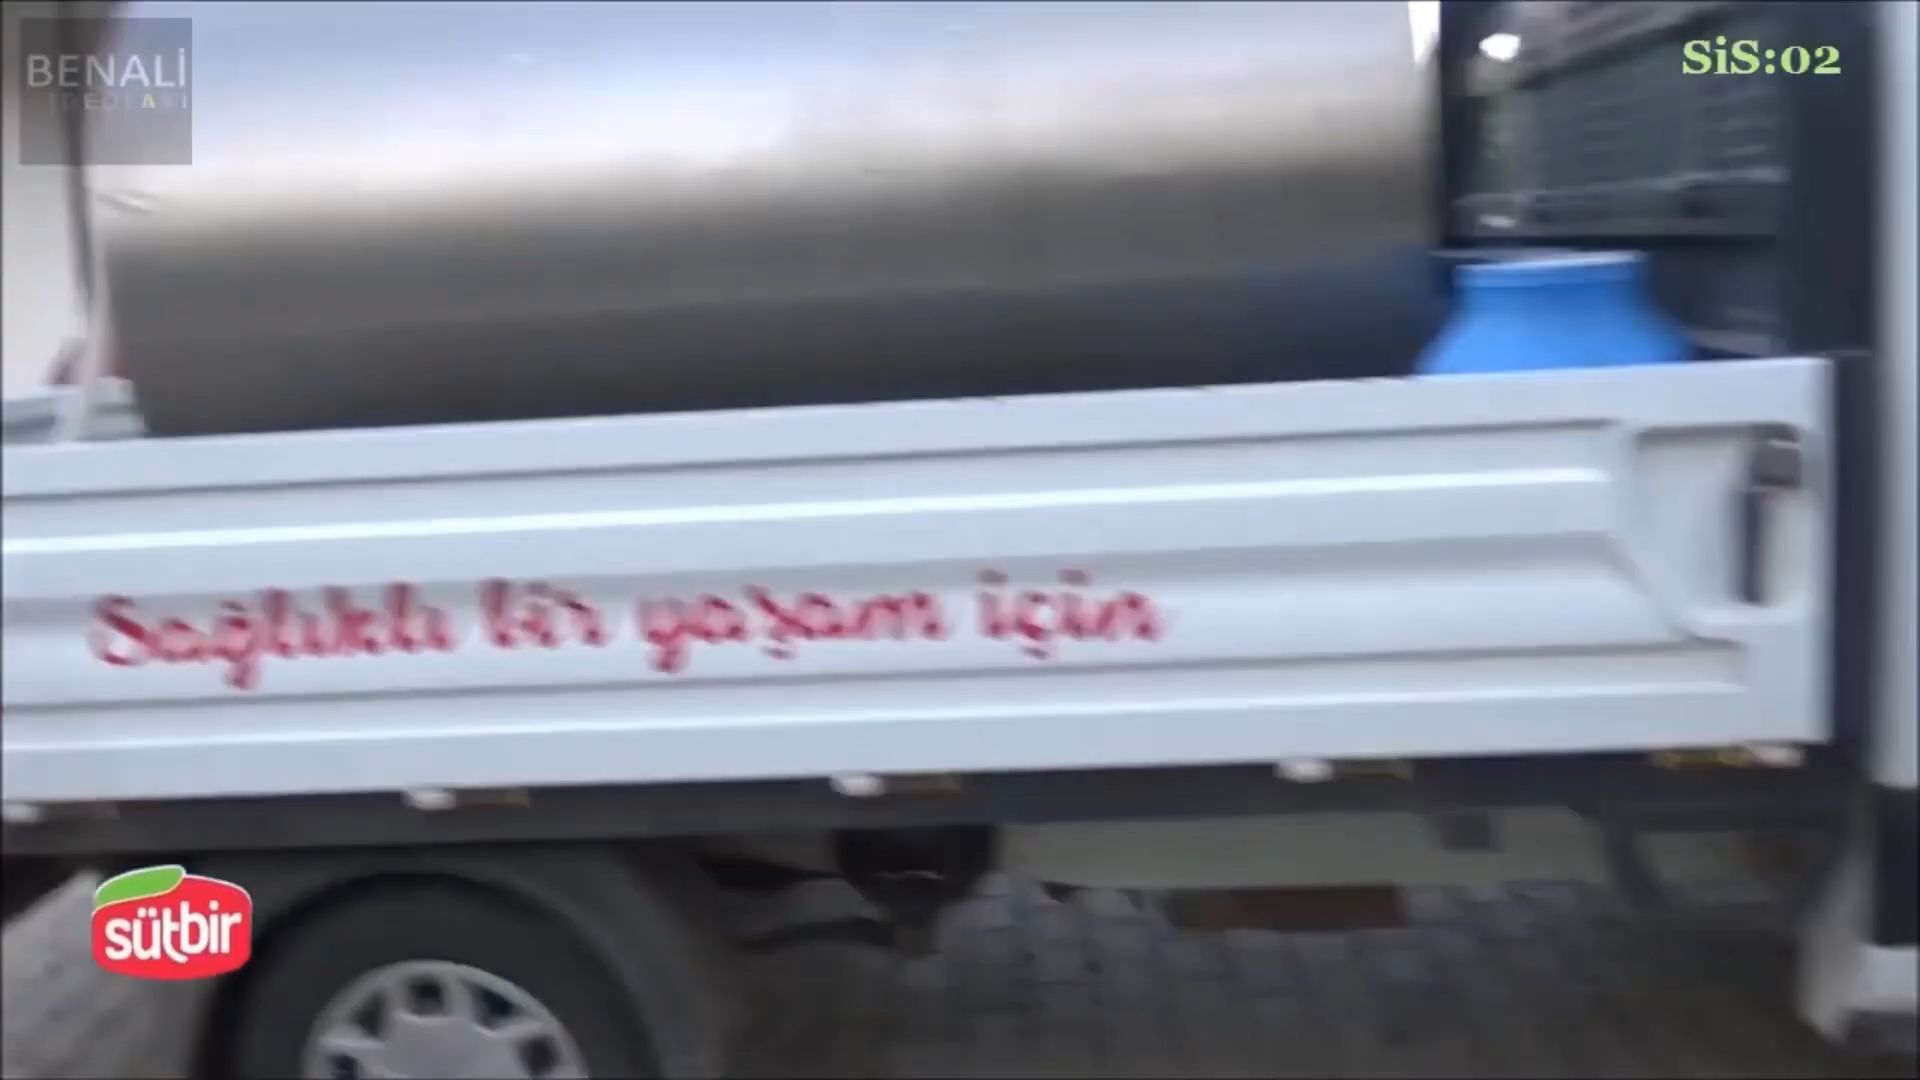 BENALİ
SiS:02
Sağlıklı bir yaşam için
sütbir